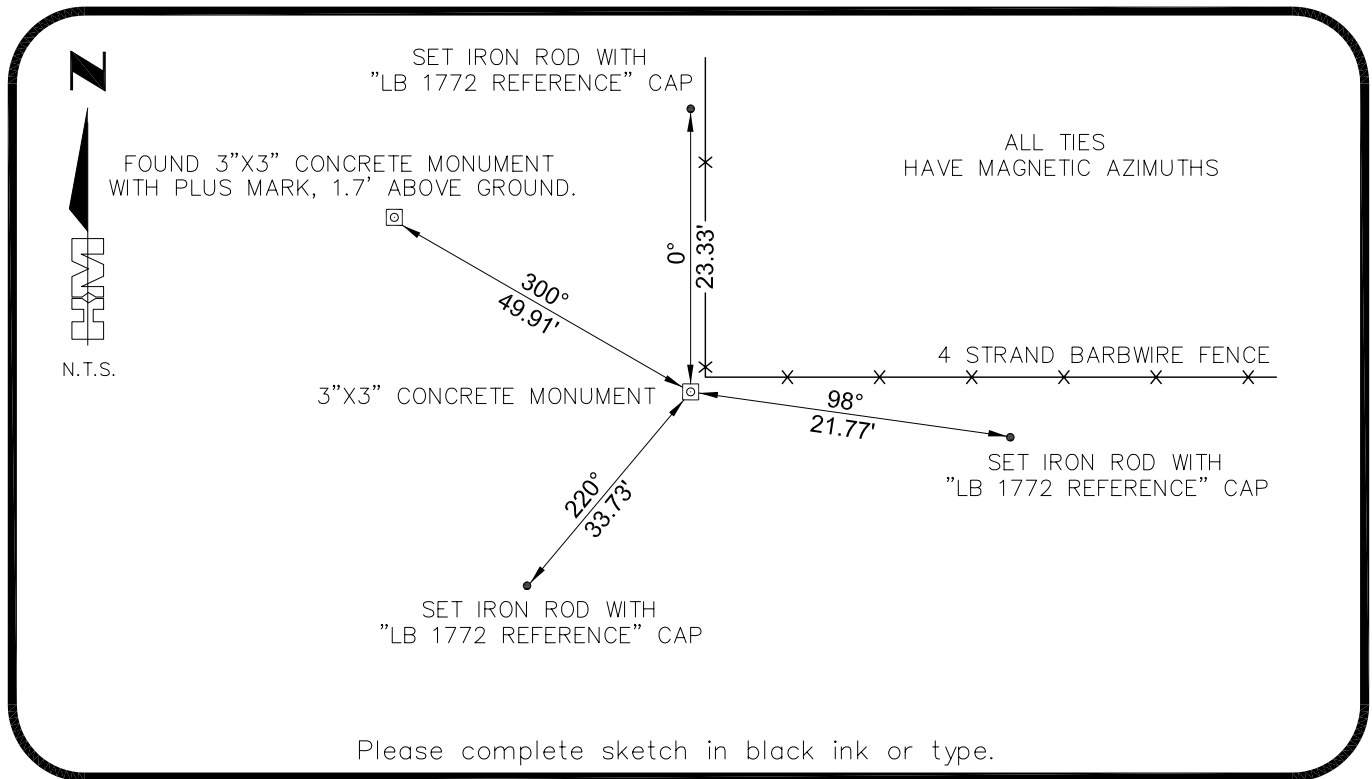 N
SET IRON ROD WITH
"LB 1772 REFERENCE" CAP
ALL TIES
HAVE MAGNETIC AZIMUTHS
FOUND 3"X3" CONCRETE MONUMENT
WITH PLUS MARK, 1.7' ABOVE GROUND.
HM
N.T.S.
0°
23.33'
300°
49.91'
4 STRAND BARBWIRE FENCE
3"X3" CONCRETE MONUMENT
98°
21.77'
SET IRON ROD WITH
"LB 1772 REFERENCE" CAP
220°
33.73'
SET IRON ROD WITH
"LB 1772 REFERENCE" CAP
Please complete sketch in black ink or type.